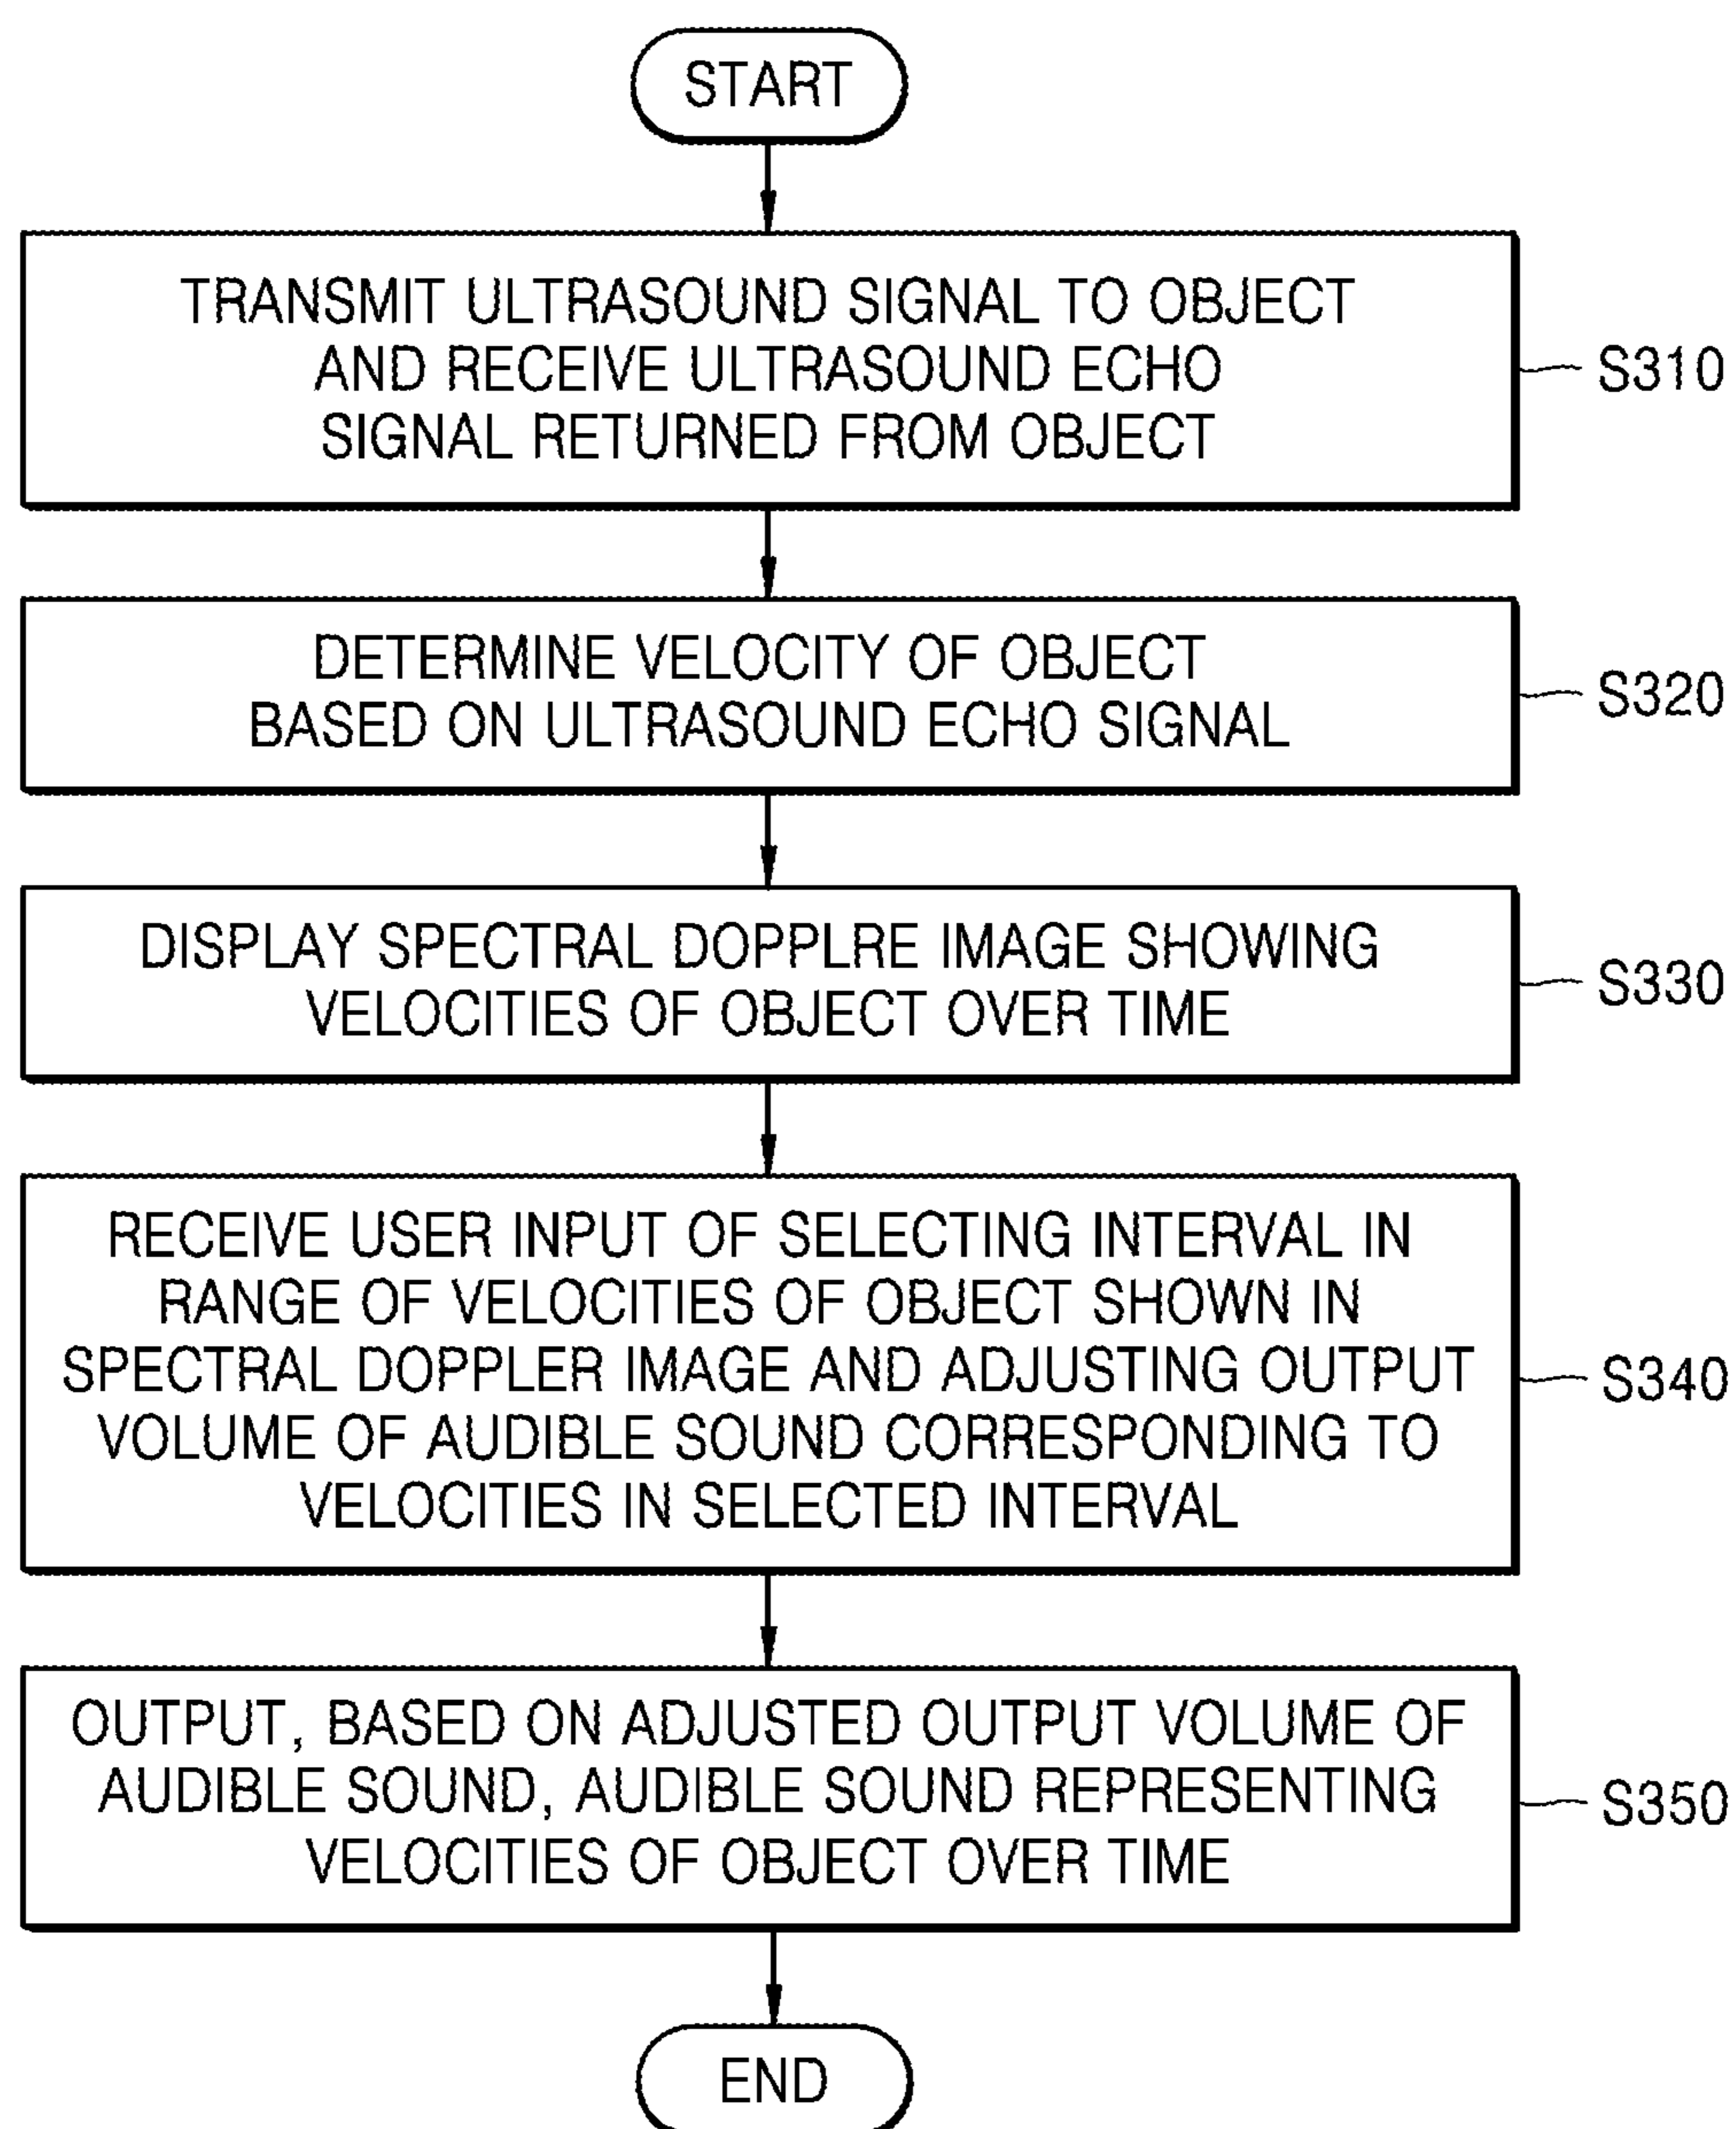 START
TRANSMIT ULTRASOUND SIGNAL TO OBJECT
AND RECEIVE ULTRASOUND ECHO
SIGNAL RETURNED FROM OBJECT
S310
DETERMINE VELOCITY OF OBJECT
BASED ON ULTRASOUND ECHO SIGNAL
S320
DISPLAY SPECTRAL DOPPLRE IMAGE SHOWING
VELOCITIES OF OBJECT OVER TIME
S330
RECEIVE USER INPUT OF SELECTING INTERVAL IN
RANGE OF VELOCITIES OF OBJECT SHOWN IN
SPECTRAL DOPPLER IMAGE AND ADJUSTING OUTPUT
VOLUME OF AUDIBLE SOUND CORRESPONDING TO
VELOCITIES IN SELECTED INTERVAL
S340
OUTPUT, BASED ON ADJUSTED OUTPUT VOLUME OF
AUDIBLE SOUND, AUDIBLE SOUND REPRESENTING
VELOCITIES OF OBJECT OVER TIME
S350
END